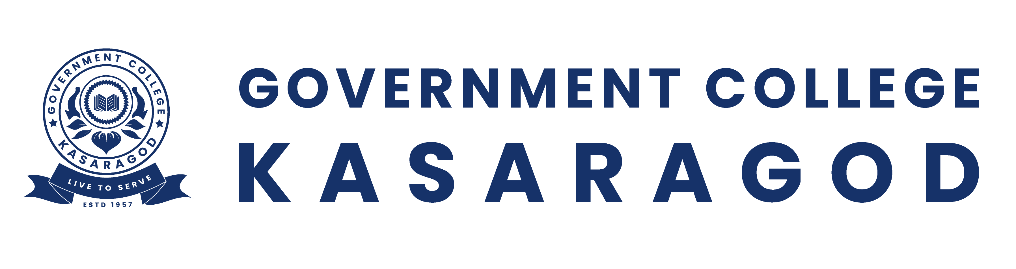 GOVERNMENT COLLEGE
KASARAGOD
LIVE TO SERVE
ESTD 1957
GOVERNMENT COLLEGE
KASARAGOD